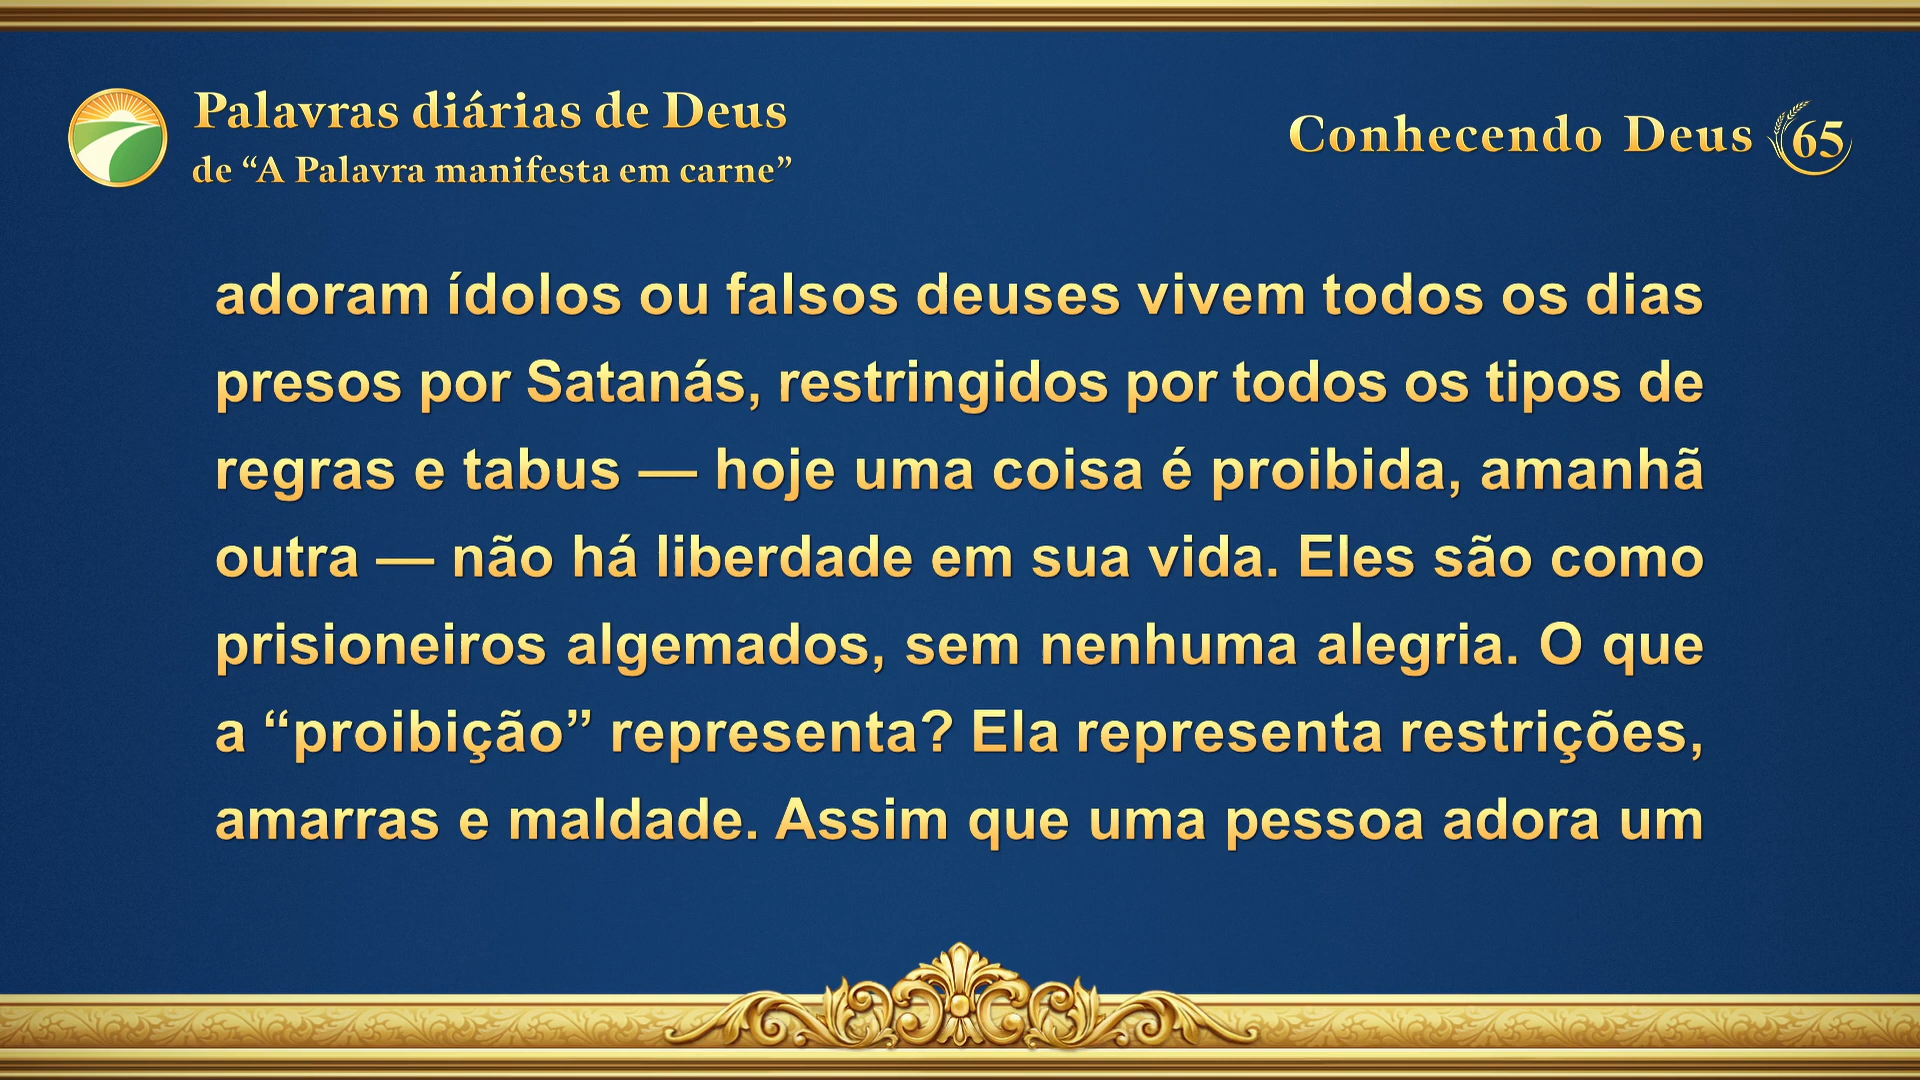 Palavras diárias de Deus
de “A Palavra manifesta em carne”
Conhecendo Deus 65
adoram ídolos ou falsos deuses vivem todos os dias
presos por Satanás, restringidos por todos os tipos de
regras e tabus — hoje uma coisa é proibida, amanhã
outra — não há liberdade em sua vida. Eles são como
prisioneiros algemados, sem nenhuma alegria. O que
a “proibição” representa? Ela representa restrições,
amarras e maldade. Assim que uma pessoa adora um